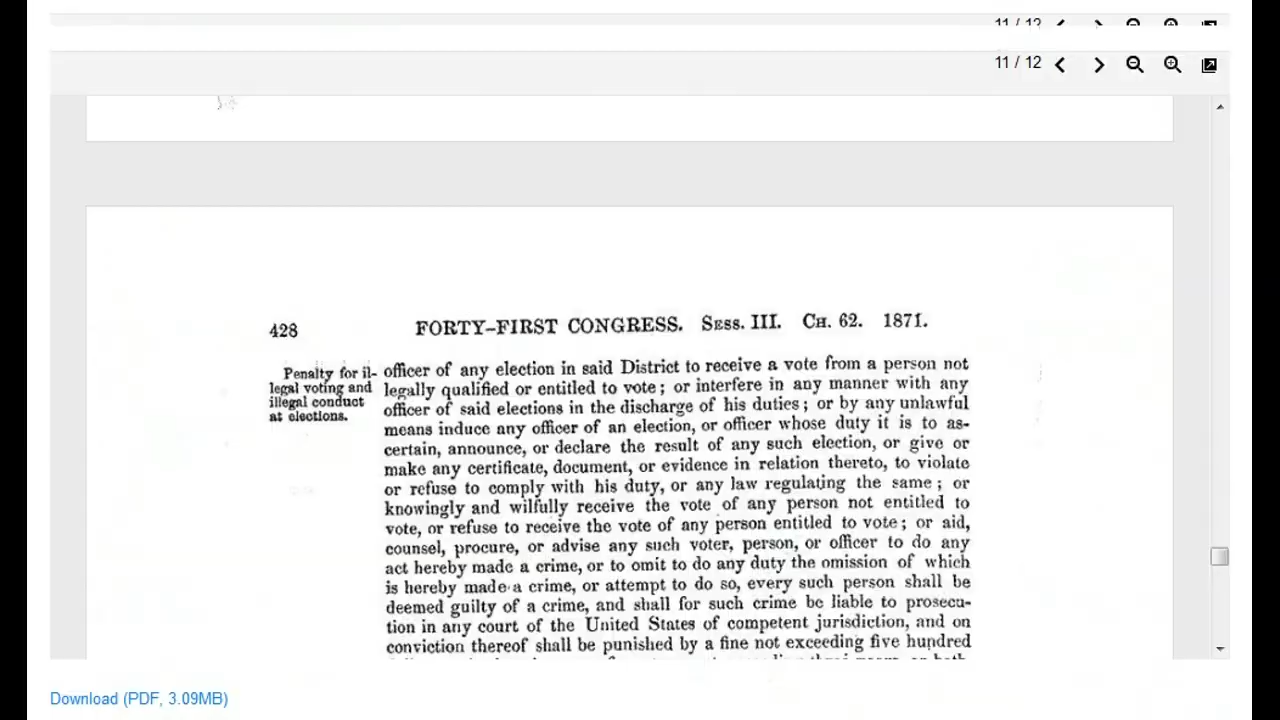 11 / 12
11 / 12
428
FORTY-FIRST CONGRESS. Sess. III. Ch. 62. 1871.
Penalty for il-
legal voting and
illegal conduct
at elections.
officer of any election in said District to receive a vote from a person not
legally qualified or entitled to vote; or interfere in any manner with any
officer of said elections in the discharge of his duties; or by any unlawful
means induce any officer of an election, or officer whose duty it is to as-
certain, announce, or declare the result of any such election, or give or
make any certificate, document, or evidence in relation thereto, to violate
or refuse to comply with his duty, or any law regulating the same; or
knowingly and wilfully receive the vote of any person not entitled to
vote, or refuse to receive the vote of any person entitled to vote; or aid,
counsel, procure, or advise any such voter, person, or officer to do any
act hereby made a crime, or to omit to do any duty the omission of which
is hereby made a crime, or attempt to do so, every such person shall be
deemed guilty of a crime, and shall for such crime be liable to prosecu-
tion in any court of the United States of competent jurisdiction, and on
conviction thereof shall be punished by a fine not exceeding five hundred
Download (PDF, 3.09MB)